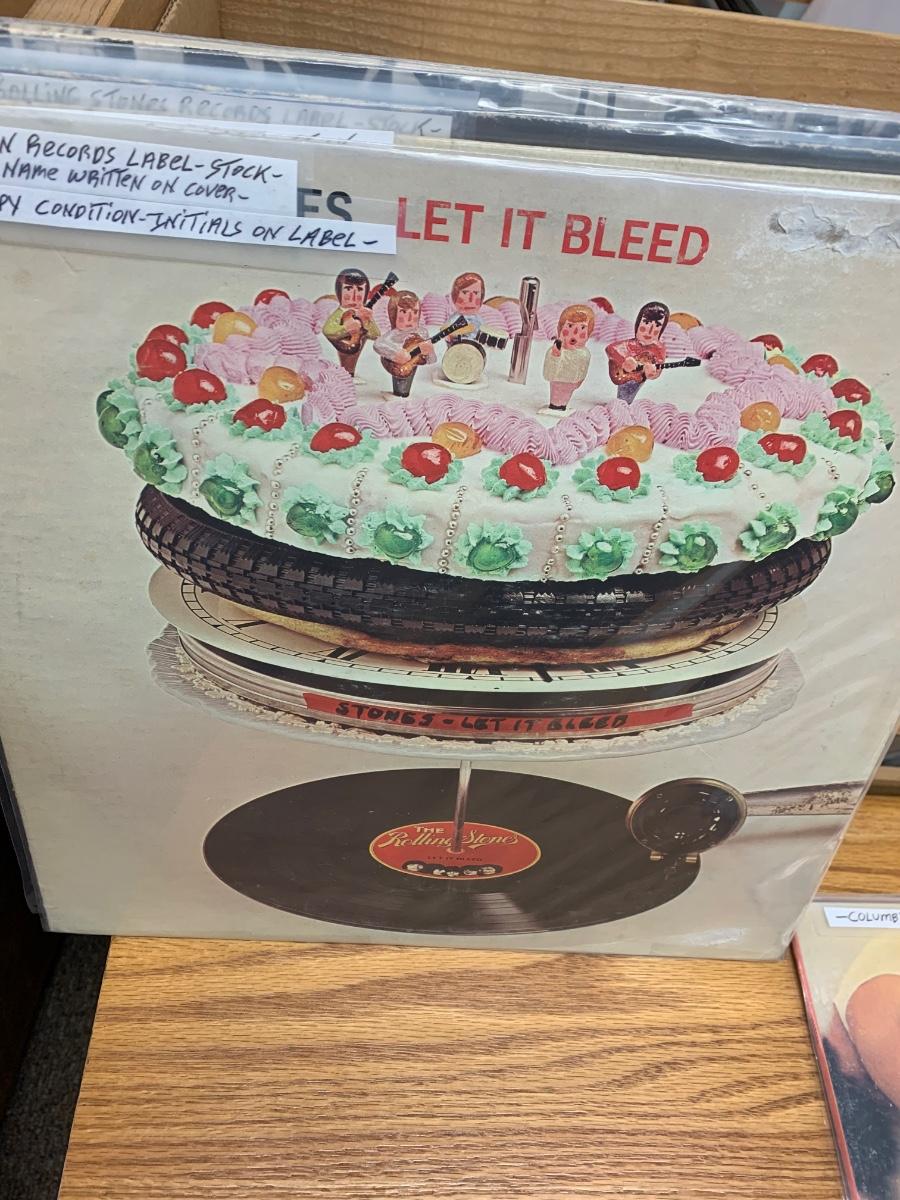 ROLLING STONES RECORDS LABEL-STOCK-
N RECORDS LABEL-STOCK-
NAME WRITTEN ON COVER-
PY CONDITION-INITIALS ON LABEL-
ES LET IT BLEED
STONES - LET IT BLEED
THE
Rolling Stones
LET IT BLEED
-COLUMB